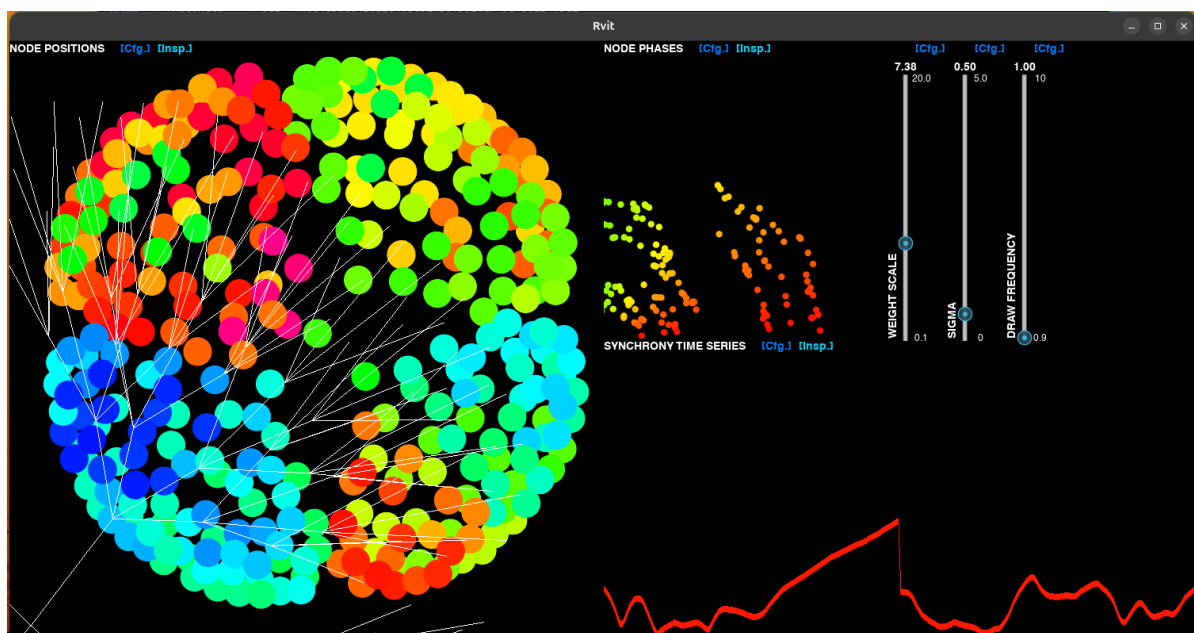 Rvit
NODE POSITIONS [Cfg.] [Insp.]
NODE PHASES [Cfg.] [Insp.]
[Cfg.] [Cfg.] [Cfg.]
7.38 0.50 1.00
20.0 5.0 10
WEIGHT SCALE
SIGMA
DRAW FREQUENCY
0.1 0 0.9
SYNCHRONY TIME SERIES [Cfg.] [Insp.]